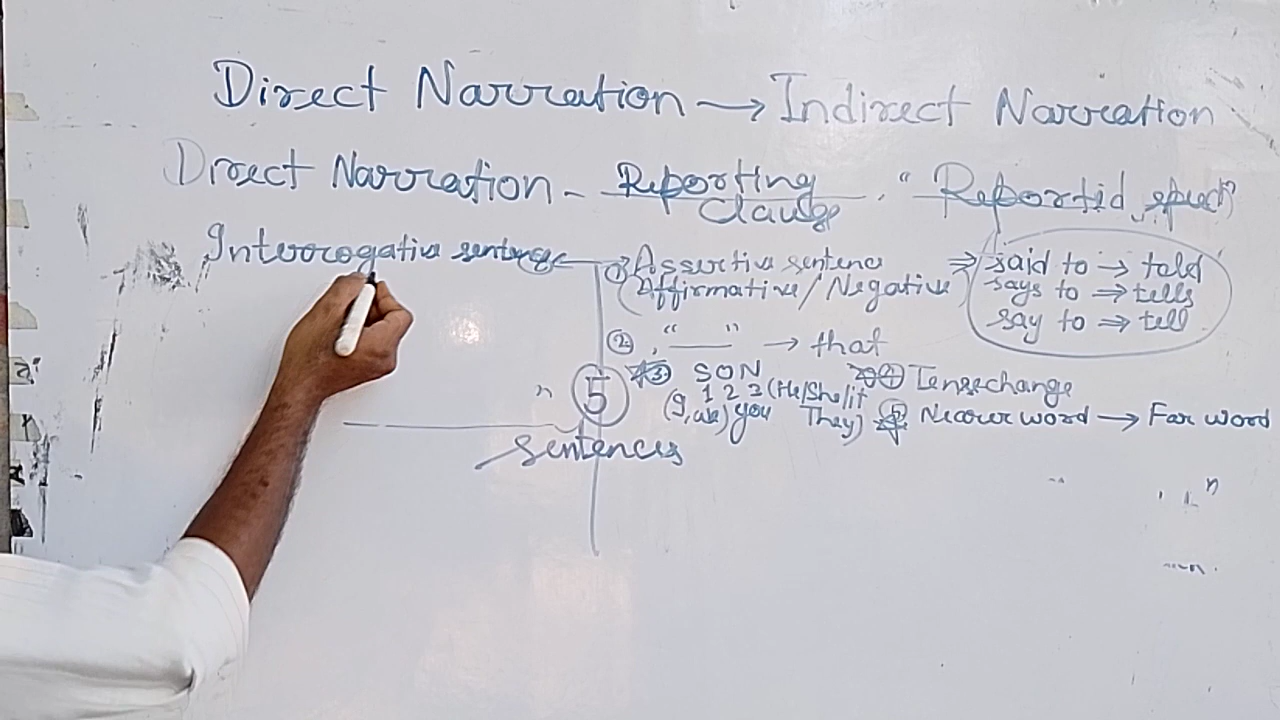 Direct Narration → Indirect Narration
Direct Narration - Reporting Clause, "Reported speech"
Interrogative sentence ← → Assertive sentence
① (Affirmative/Negative)
⇒ said to → told
says to ⇒ tells
say to ⇒ tell
② , " " → that
③ SON
1 2 3 (He/She/it
(I, we) you They)
④ Tense change
⑤ Nearer word → Far word
5
sentences